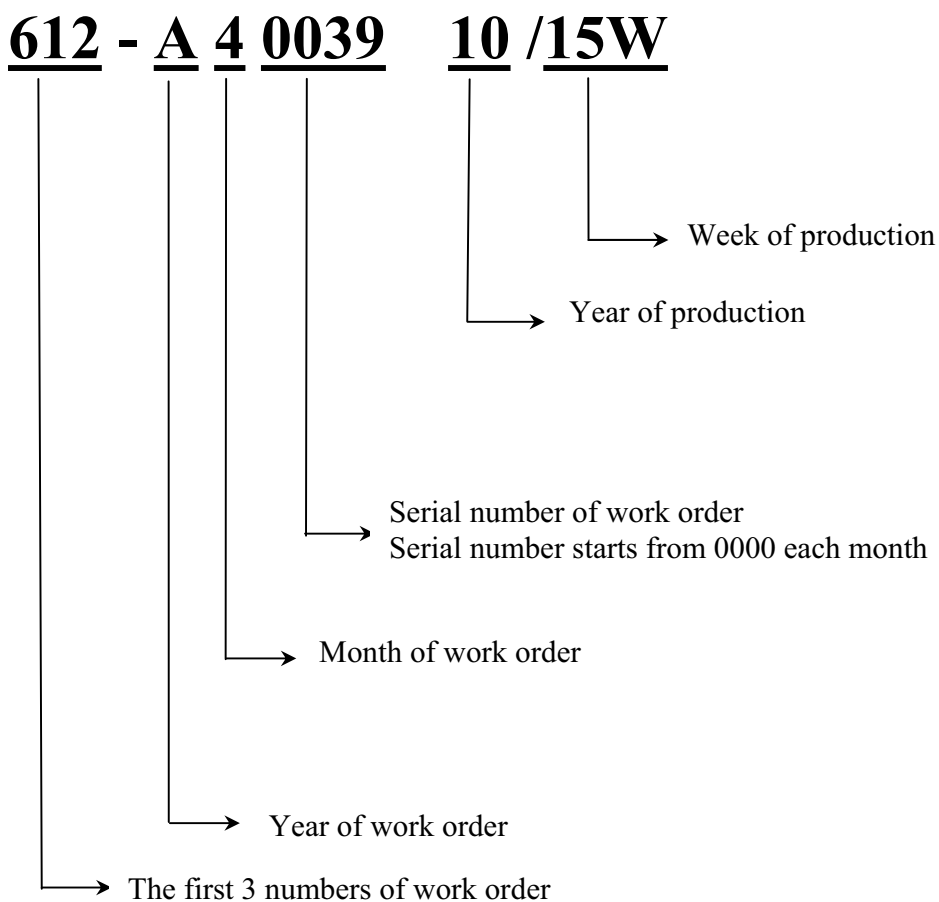 612 - A 4 0039 10 /15W
Week of production
Year of production
Serial number of work order
Serial number starts from 0000 each month
Month of work order
Year of work order
The first 3 numbers of work order